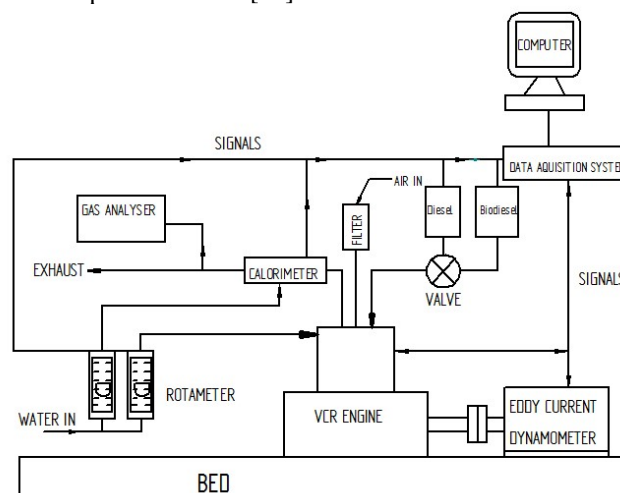 COMPUTER
SIGNALS
DATA AQUISITION SYSTEM
AIR IN
GAS ANALYSER
FILTER
Diesel
Biodiesel
EXHAUST
CALORIMETER
VALVE
SIGNALS
ROTAMETER
WATER IN
VCR ENGINE
EDDY CURRENT
DYNAMOMETER
BED